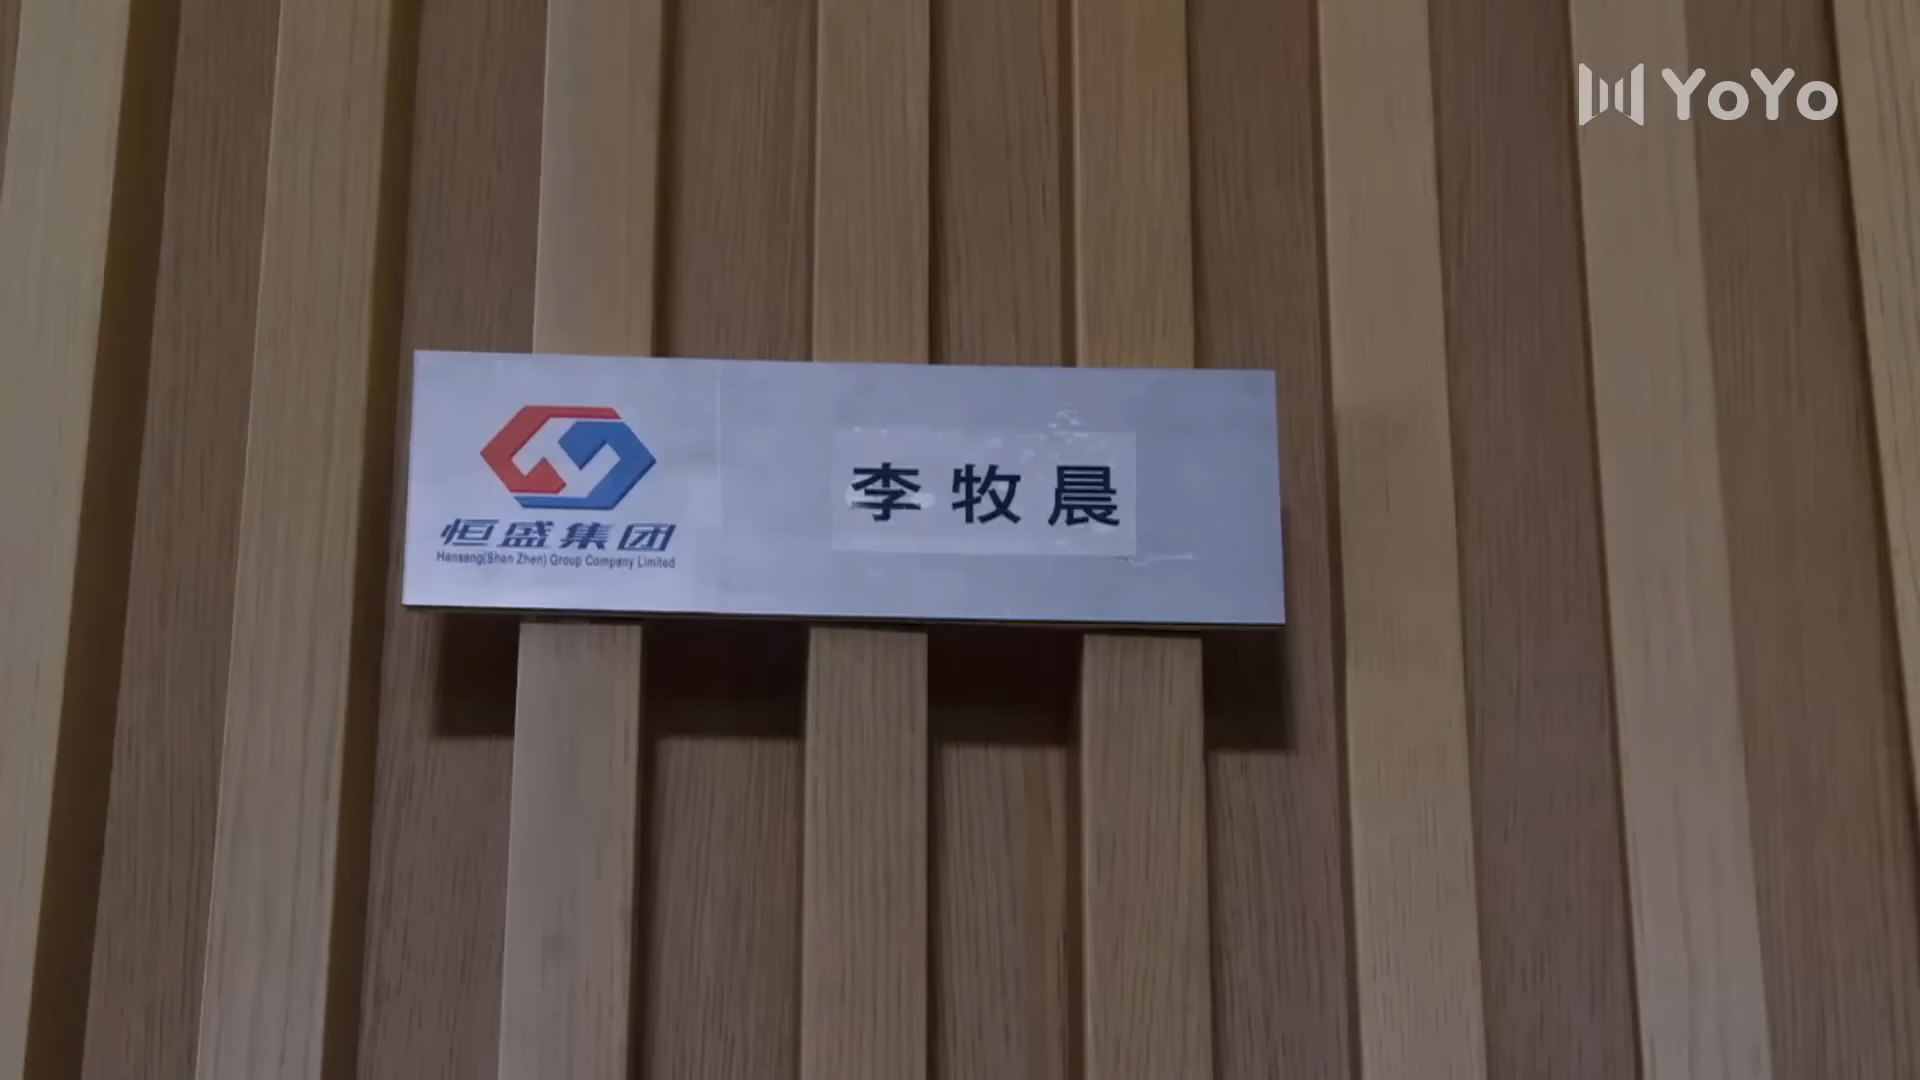 YoYo
李牧晨
恒盛集团
Hansang(Shen Zhen) Group Company Limited